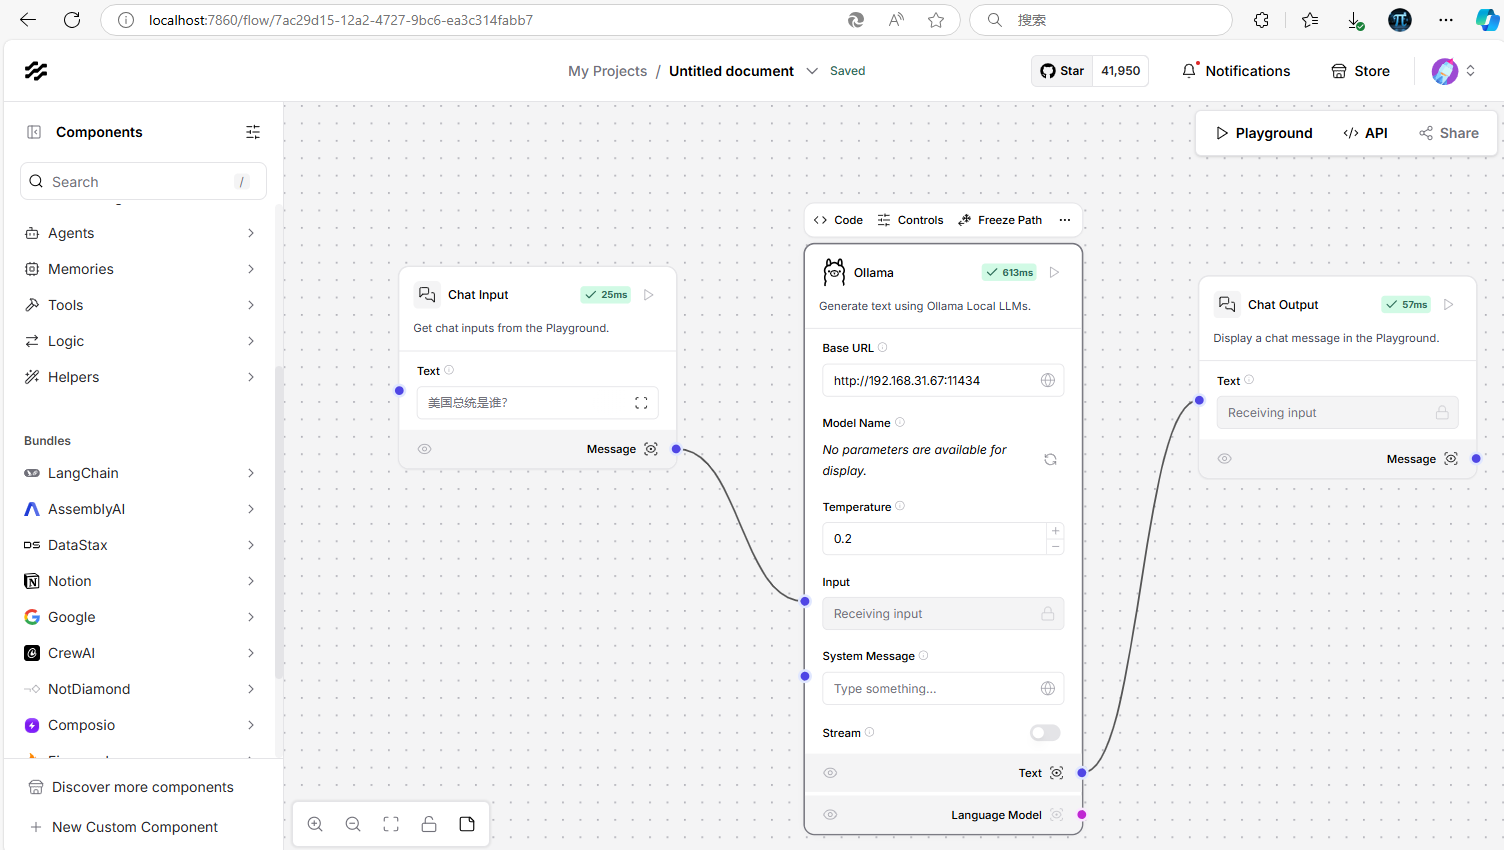 localhost:7860/flow/7ac29d15-12a2-4727-9bc6-ea3c314fabb7
搜索
My Projects / Untitled document
Saved
Star
41,950
Notifications
Store
Components
Search
/
Agents
Memories
Tools
Logic
Helpers
Bundles
LangChain
AssemblyAI
DS DataStax
Notion
Google
CrewAI
NotDiamond
Composio
Discover more components
New Custom Component
Playground
API
Share
Chat Input
25ms
Get chat inputs from the Playground.
Text
美国总统是谁?
Message
Code
Controls
Freeze Path
Ollama
613ms
Generate text using Ollama Local LLMs.
Base URL
http://192.168.31.67:11434
Model Name
No parameters are available for
display.
Temperature
0.2
Input
Receiving input
System Message
Type something...
Stream
Text
Language Model
Chat Output
57ms
Display a chat message in the Playground.
Text
Receiving input
Message